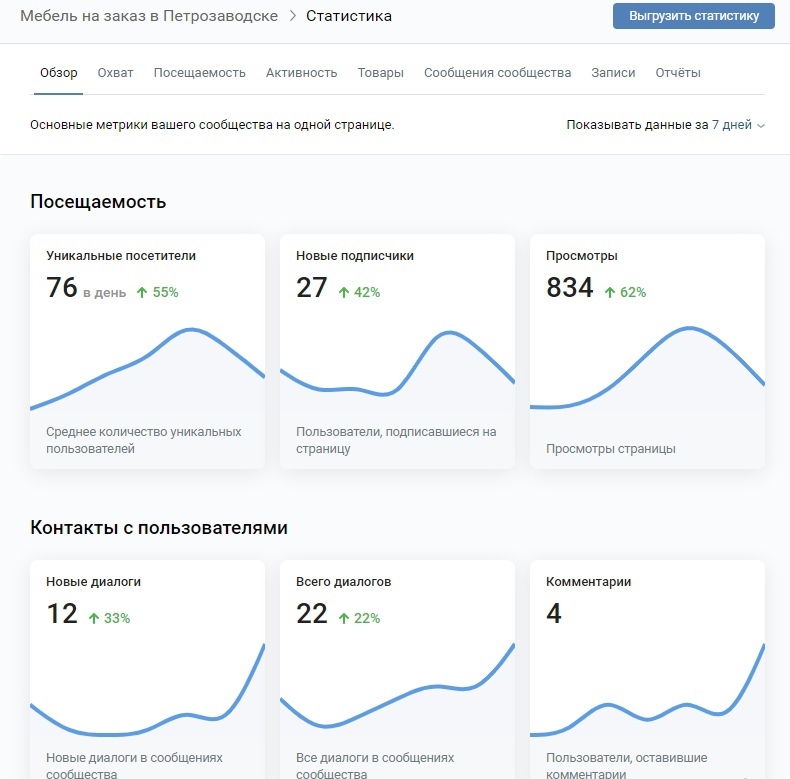 Мебель на заказ в Петрозаводске > Статистика
Выгрузить статистику
Обзор Охват Посещаемость Активность Товары Сообщения сообщества Записи Отчёты
Основные метрики вашего сообщества на одной странице.
Показывать данные за 7 дней
Посещаемость
Уникальные посетители
76 в день ↑ 55%
Среднее количество уникальных
пользователей
Новые подписчики
27 ↑ 42%
Пользователи, подписавшиеся на
страницу
Просмотры
834 ↑ 62%
Просмотры страницы
Контакты с пользователями
Новые диалоги
12 ↑ 33%
Новые диалоги в сообщениях
сообщества
Всего диалогов
22 ↑ 22%
Все диалоги в сообщениях
сообщества
Комментарии
4
Пользователи, оставившие
комментарии